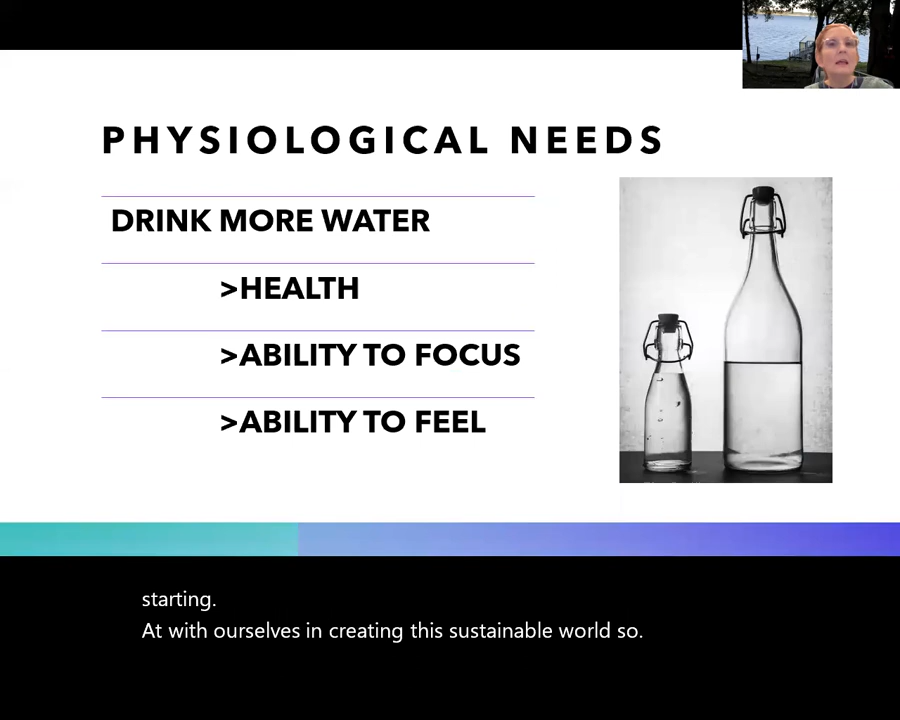 PHYSIOLOGICAL NEEDS
DRINK MORE WATER
>HEALTH
>ABILITY TO FOCUS
>ABILITY TO FEEL
starting.
At with ourselves in creating this sustainable world so.